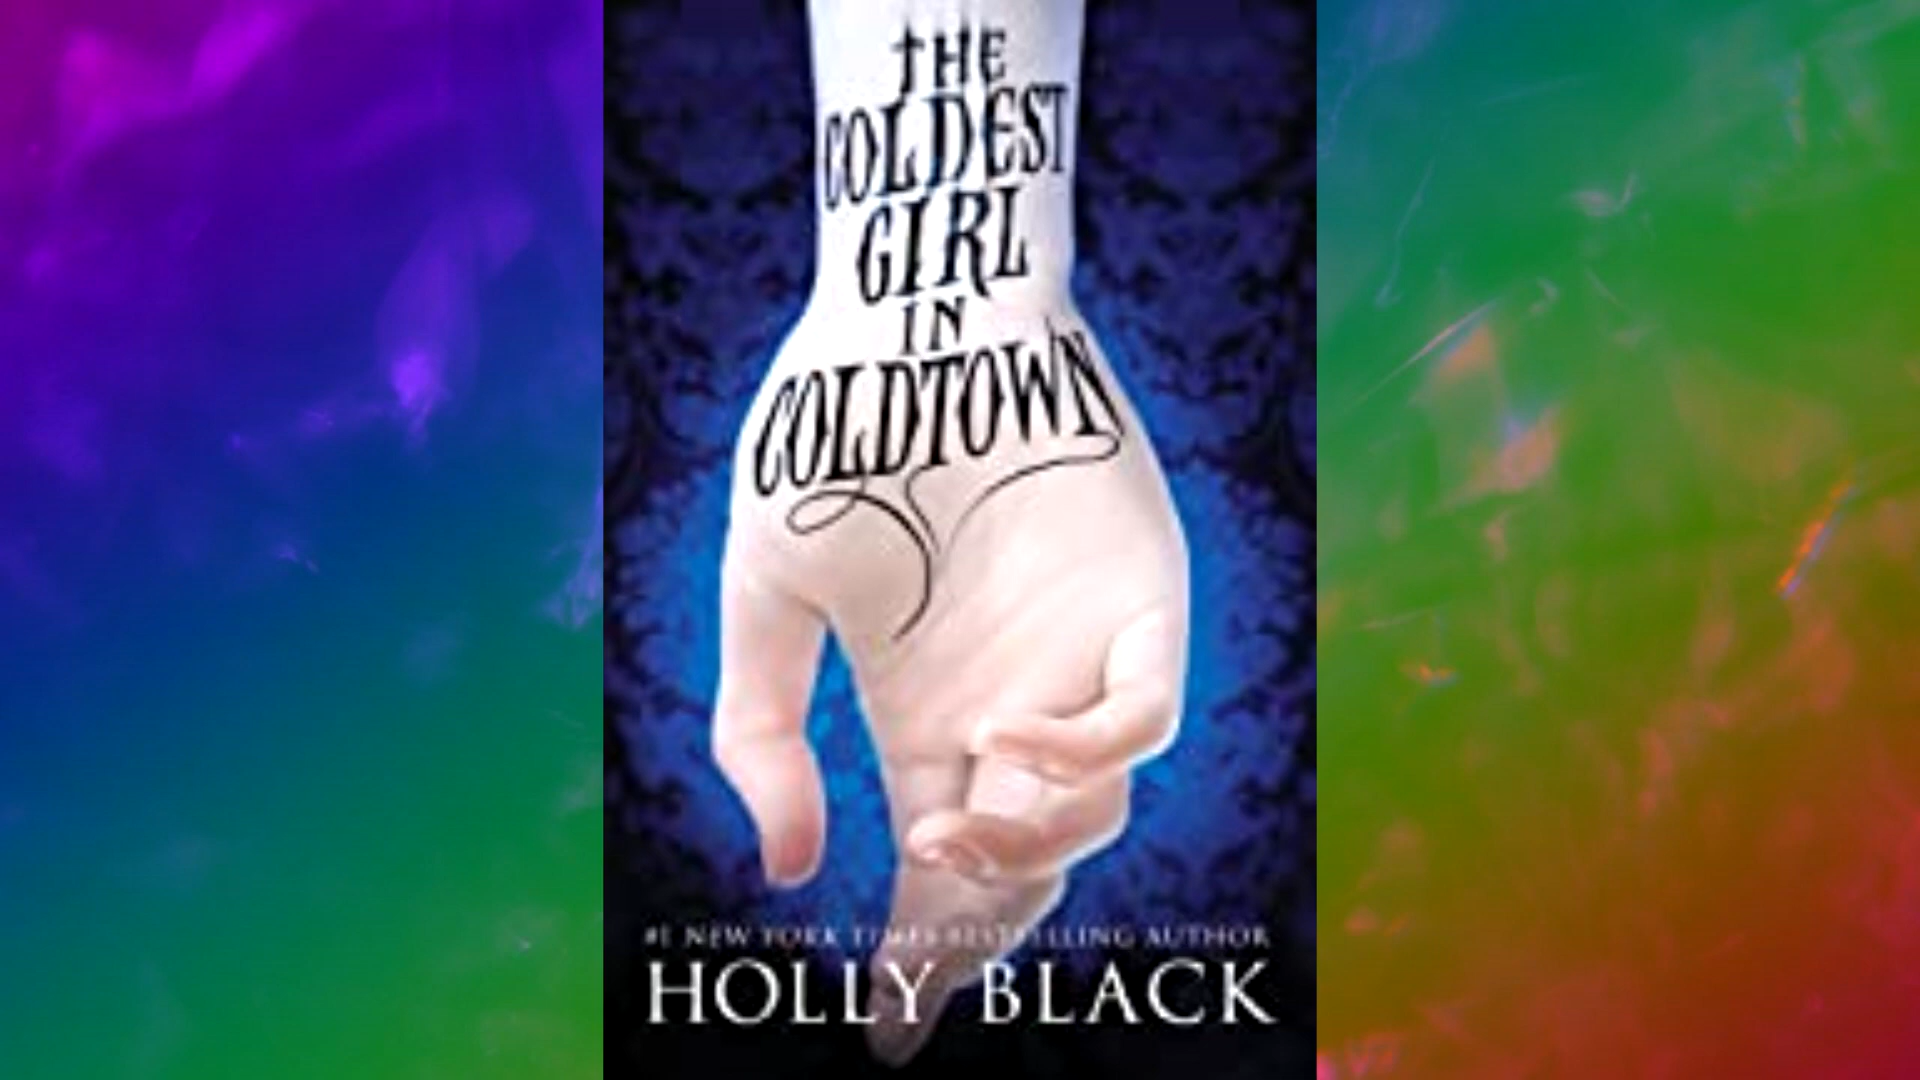 THE
COLDEST
GIRL
IN
COLDTOWN
#1 NEW YORK TIMES BESTSELLING AUTHOR
HOLLY BLACK